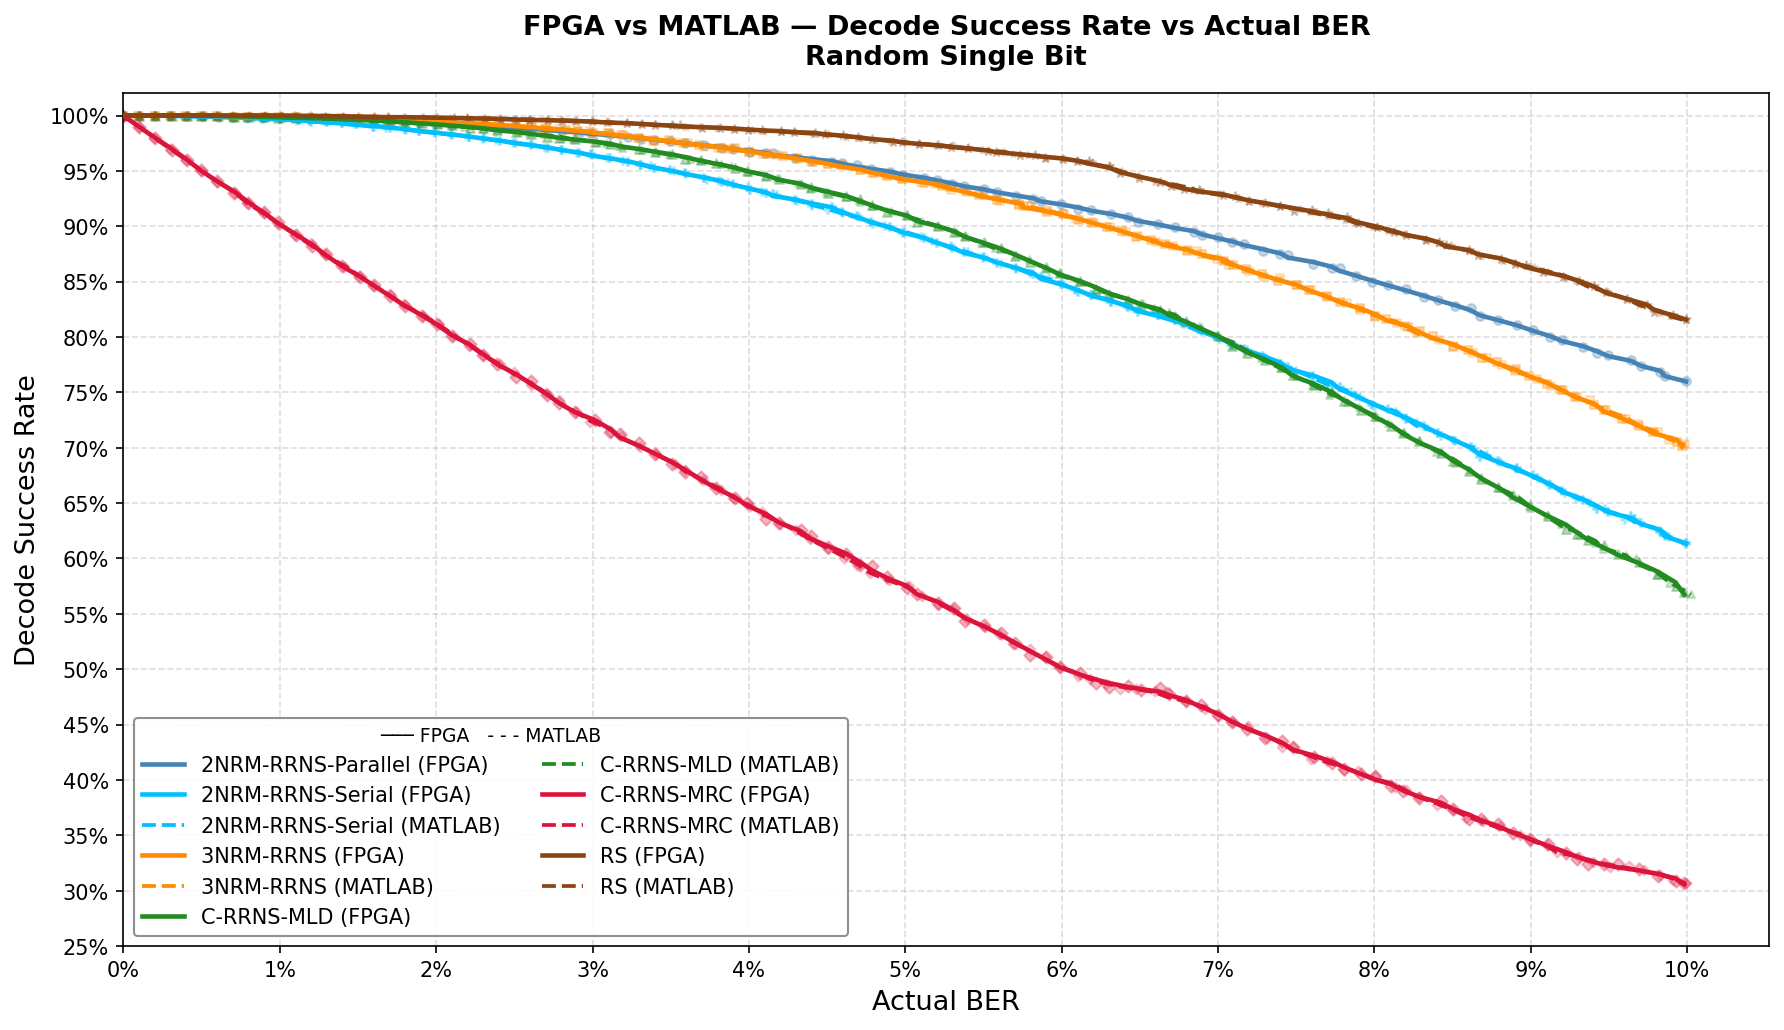 FPGA vs MATLAB — Decode Success Rate vs Actual BER
Random Single Bit
Decode Success Rate
100%
95%
90%
85%
80%
75%
70%
65%
60%
55%
50%
45%
40%
35%
30%
25%
— FPGA - - - MATLAB
2NRM-RRNS-Parallel (FPGA)
2NRM-RRNS-Serial (FPGA)
2NRM-RRNS-Serial (MATLAB)
3NRM-RRNS (FPGA)
3NRM-RRNS (MATLAB)
C-RRNS-MLD (FPGA)
C-RRNS-MLD (MATLAB)
C-RRNS-MRC (FPGA)
C-RRNS-MRC (MATLAB)
RS (FPGA)
RS (MATLAB)
0% 1% 2% 3% 4% 5% 6% 7% 8% 9% 10%
Actual BER